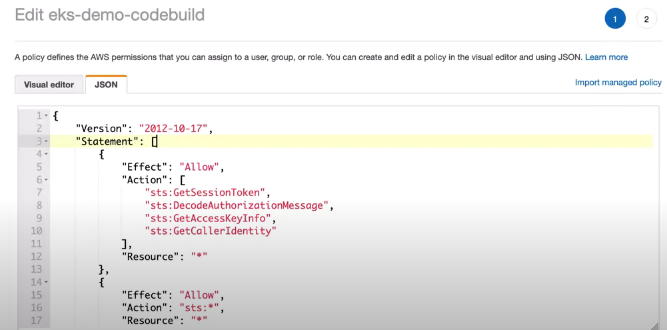 Edit eks-demo-codebuild
1 2
A policy defines the AWS permissions that you can assign to a user, group, or role. You can create and edit a policy in the visual editor and using JSON. Learn more
Visual editor JSON Import managed policy
1 {
2 "Version": "2012-10-17",
3 "Statement": [
4 {
5 "Effect": "Allow",
6 "Action": [
7 "sts:GetSessionToken",
8 "sts:DecodeAuthorizationMessage",
9 "sts:GetAccessKeyInfo",
10 "sts:GetCallerIdentity"
11 ],
12 "Resource": "*"
13 },
14 {
15 "Effect": "Allow",
16 "Action": "sts:*",
17 "Resource": "*"